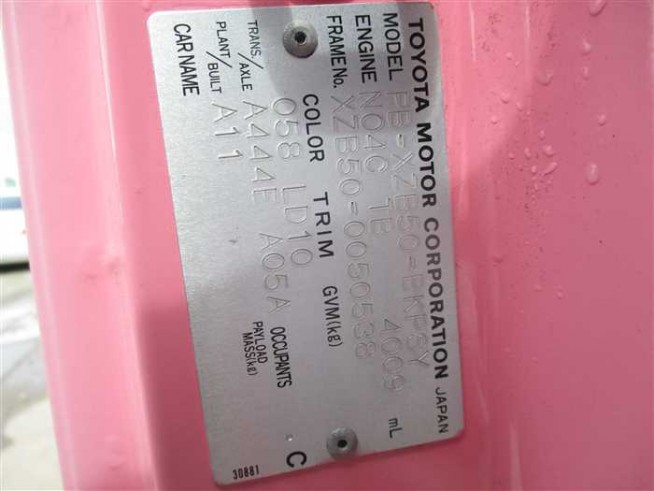 TOYOTA MOTOR CORPORATION JAPAN
MODEL PB-XZB50-BKPSY
ENGINE N04C TB 4009 mL
FRAME No. XZB50-0050538
COLOR TRIM GVM(kg)
058 LD10
TRANS./AXLE A444E A05A OCCUPANTS
PLANT/BUILT A11 PAYLOAD MASS(kg)
CAR NAME C
30881